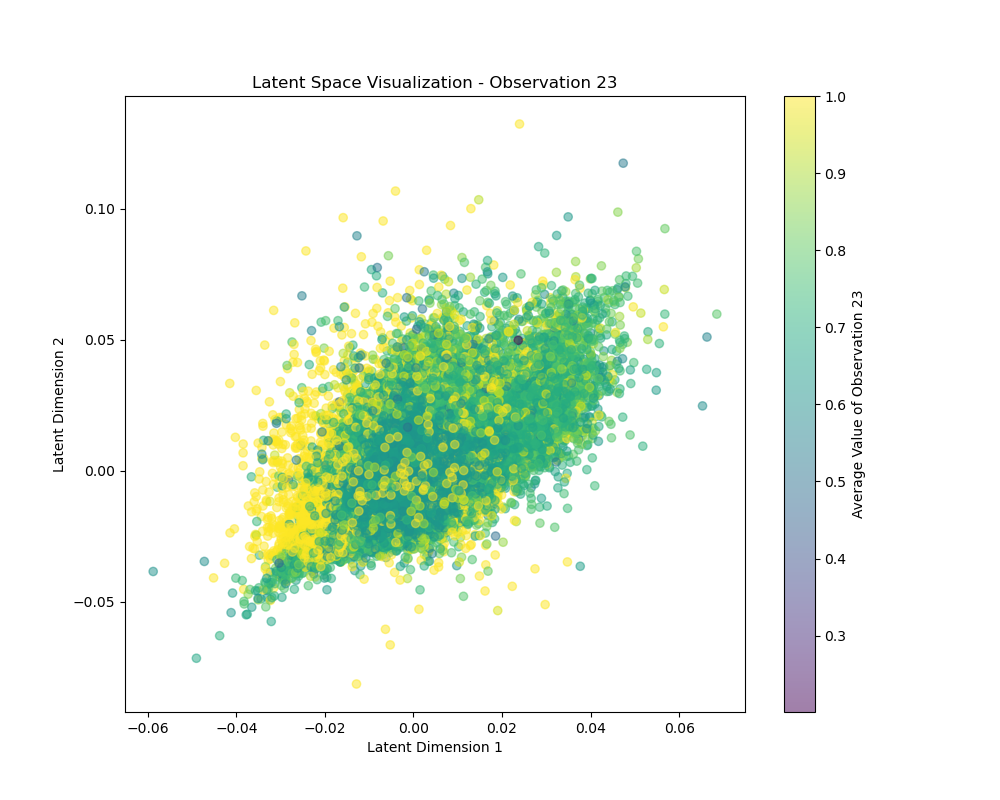 Latent Space Visualization - Observation 23
1.0
0.9
0.10
0.8
0.05
0.7
Latent Dimension 2
Average Value of Observation 23
0.6
0.00
0.5
0.4
−0.05
0.3
−0.06 −0.04 −0.02 0.00 0.02 0.04 0.06
Latent Dimension 1